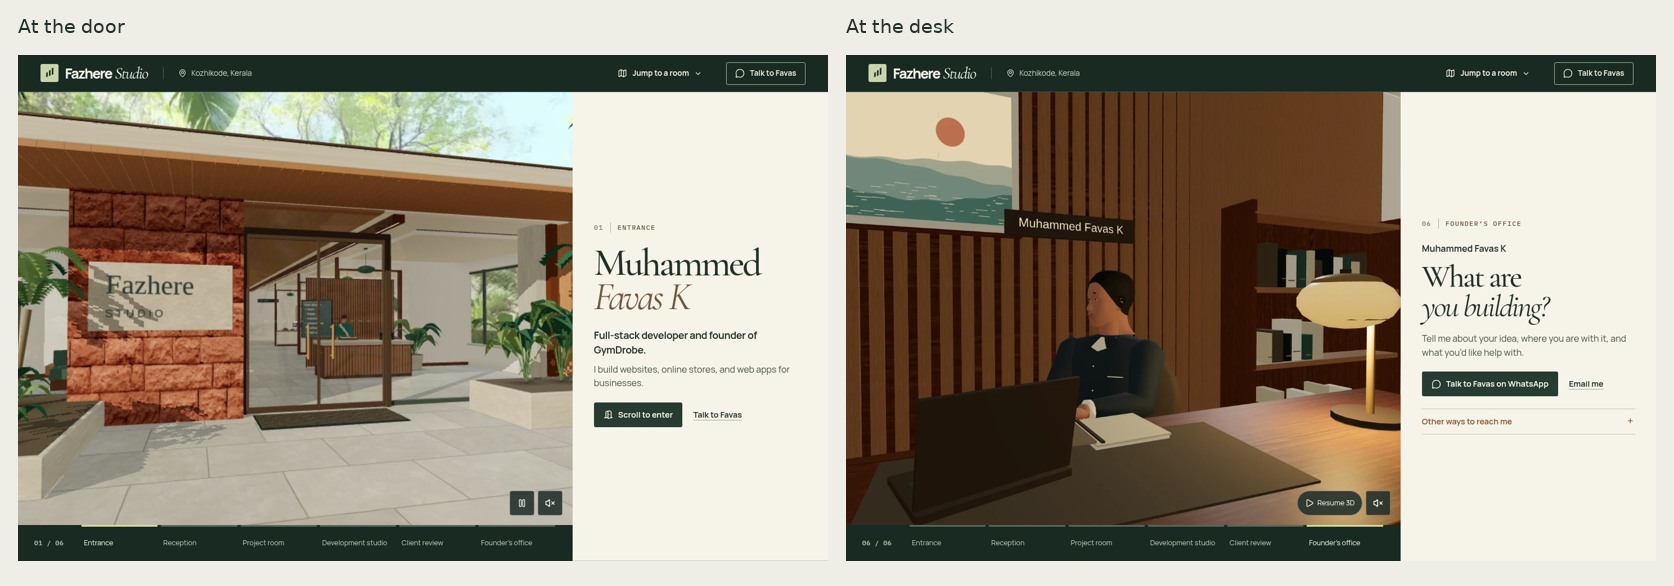 At the door
Fazhere Studio
Kozhikode, Kerala
Jump to a room
Talk to Favas
Fazhere
STUDIO
01 | ENTRANCE
Muhammed
Favas K
Full-stack developer and founder of
GymDrobe.
I build websites, online stores, and web apps for
businesses.
Scroll to enter
Talk to Favas
01 / 06
Entrance
Reception
Project room
Development studio
Client review
Founder's office
At the desk
Fazhere Studio
Kozhikode, Kerala
Jump to a room
Talk to Favas
Muhammed Favas K
06 | FOUNDER'S OFFICE
Muhammed Favas K
What are
you building?
Tell me about your idea, where you are with it, and
what you'd like help with.
Talk to Favas on WhatsApp
Email me
Other ways to reach me +
Resume 3D
06 / 06
Entrance
Reception
Project room
Development studio
Client review
Founder's office